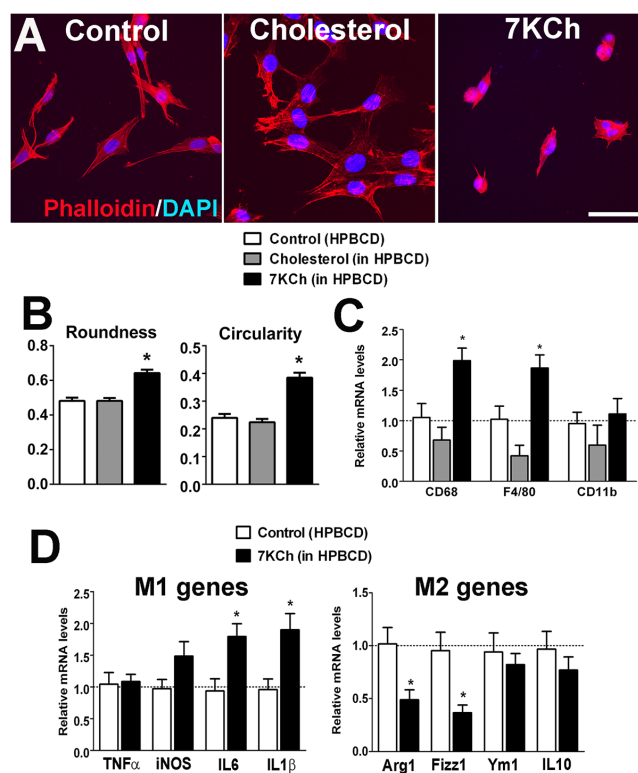 A
Control
Cholesterol
7KCh
Phalloidin/DAPI
Control (HPBCD)
Cholesterol (in HPBCD)
7KCh (in HPBCD)
B
Roundness
0.8
0.6
0.4
0.2
0.0
*
Circularity
0.5
0.4
0.3
0.2
0.1
0.0
*
C
Relative mRNA levels
2.5
2.0
1.5
1.0
0.5
0.0
* *
CD68 F4/80 CD11b
D
Control (HPBCD)
7KCh (in HPBCD)
M1 genes
Relative mRNA levels
2.5
2.0
1.5
1.0
0.5
0.0
* *
TNFα iNOS IL6 IL1β
M2 genes
Relative mRNA levels
1.5
1.0
0.5
0.0
* *
Arg1 Fizz1 Ym1 IL10